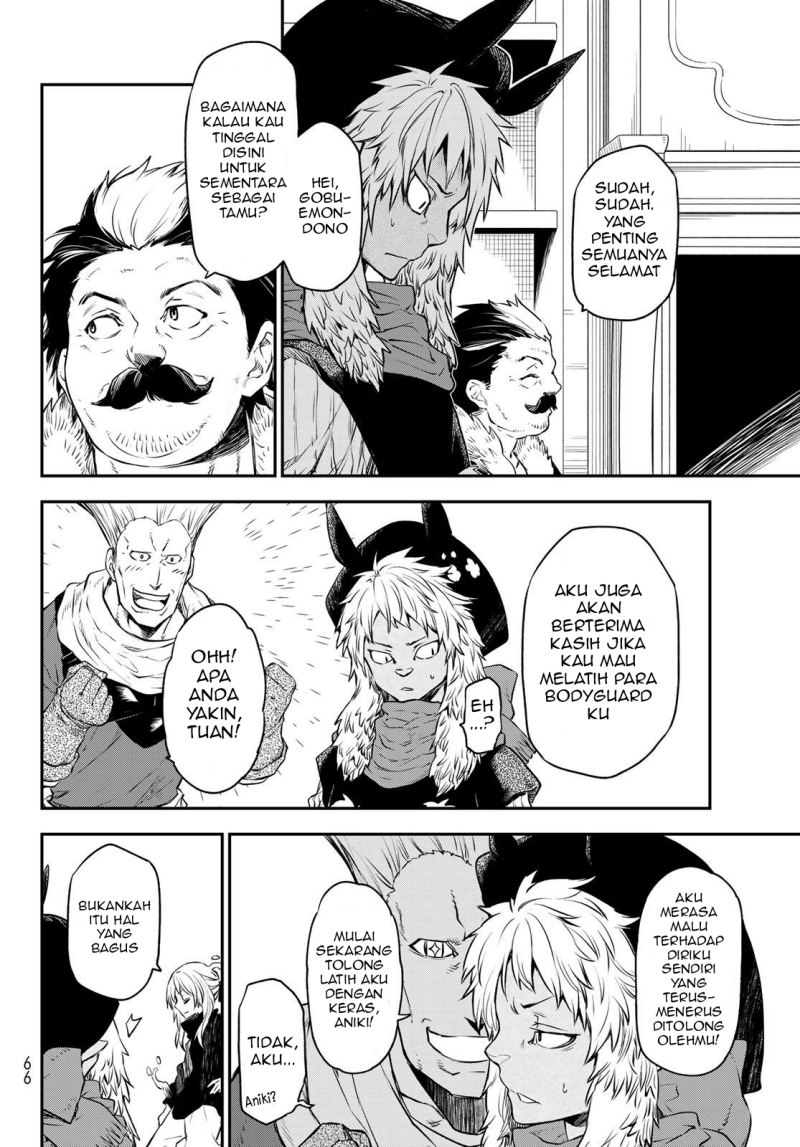 SUDAH,
SUDAH.
YANG
PENTING
SEMUANYA
SELAMAT
HEI,
GOBU-
EMON-
DONO
BAGAIMANA
KALAU KAU
TINGGAL
DISINI
UNTUK
SEMENTARA
SEBAGAI
TAMU?
AKU JUGA
AKAN
BERTERIMA
KASIH JIKA
KAU MAU
MELATIH PARA
BODYGUARD
KU
EH
...?
OHH!
APA
ANDA
YAKIN,
TUAN!
AKU
MERASA
MALU
TERHADAP
DIRIKU
SENDIRI
YANG
TERUS-
MENERUS
DITOLONG
OLEHMU!
MULAI
SEKARANG
TOLONG
LATIH AKU
DENGAN
KERAS,
ANIKI!
TIDAK,
AKU...
Aniki?
BUKANKAH
ITU HAL
YANG
BAGUS
66